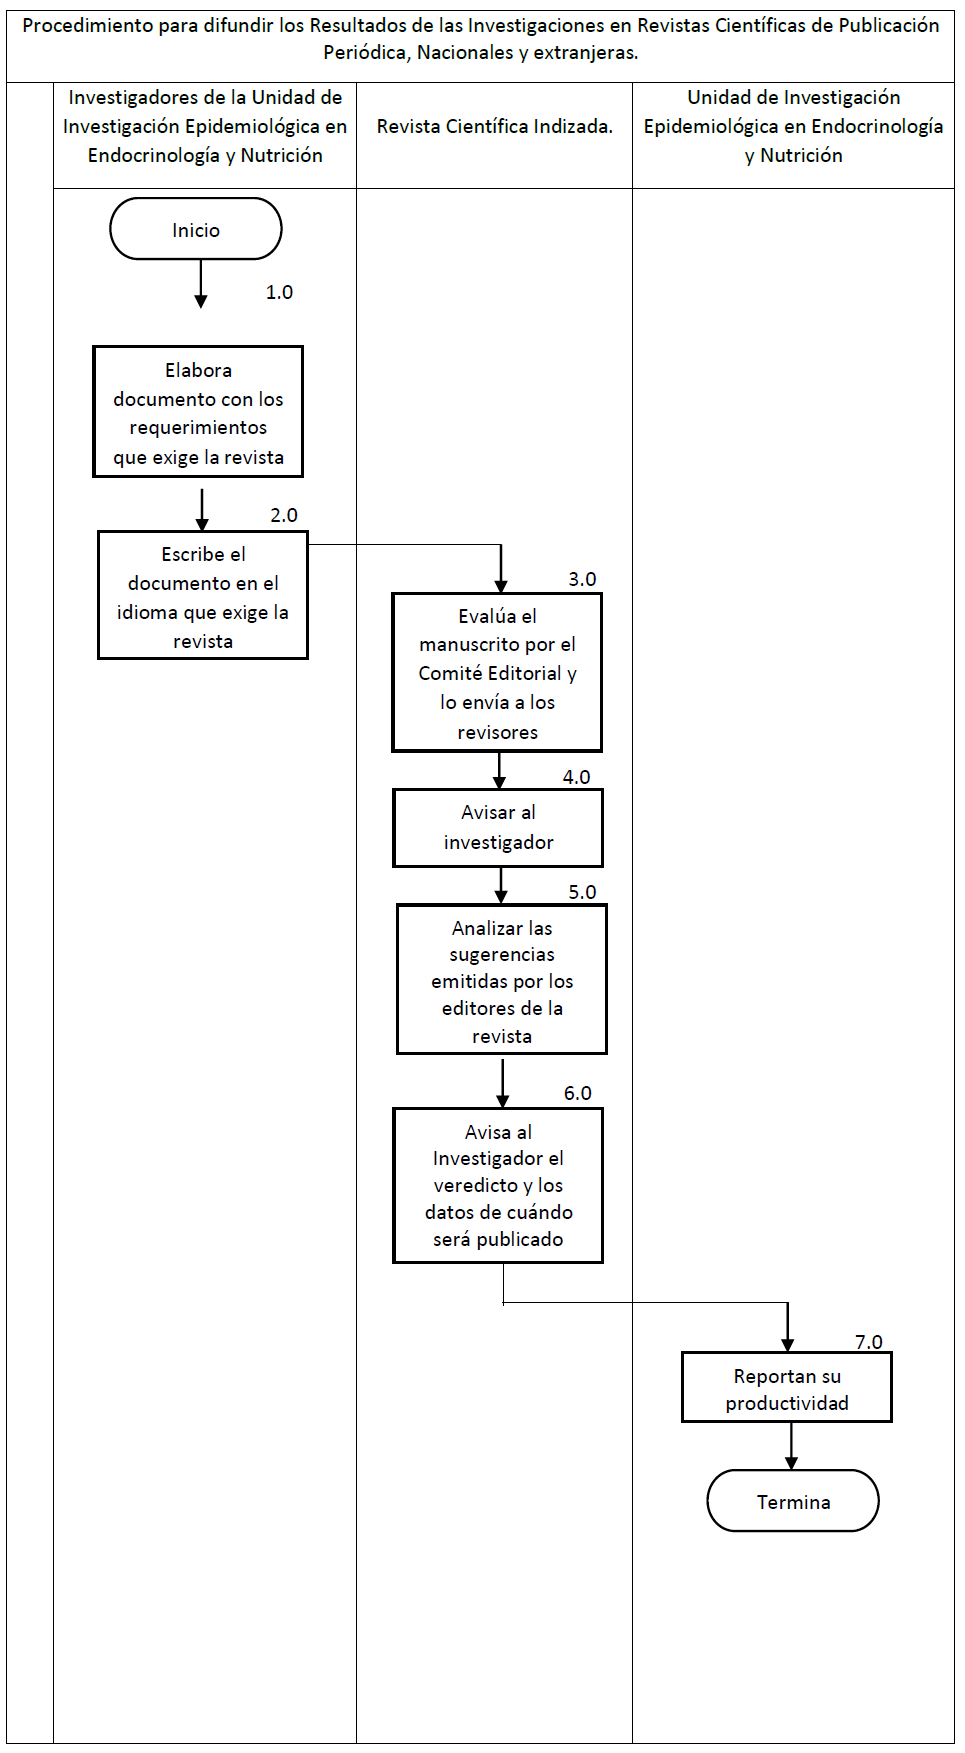 Procedimiento para difundir los Resultados de las Investigaciones en Revistas Científicas de Publicación
Periódica, Nacionales y extranjeras.
Investigadores de la Unidad de
Investigación Epidemiológica en
Endocrinología y Nutrición
Revista Científica Indizada.
Unidad de Investigación
Epidemiológica en Endocrinología
y Nutrición
Inicio
1.0
Elabora
documento con los
requerimientos
que exige la revista
2.0
Escribe el
documento en el
idioma que exige la
revista
3.0
Evalúa el
manuscrito por el
Comité Editorial y
lo envía a los
revisores
4.0
Avisar al
investigador
5.0
Analizar las
sugerencias
emitidas por los
editores de la
revista
6.0
Avisa al
Investigador el
veredicto y los
datos de cuándo
será publicado
7.0
Reportan su
productividad
Termina